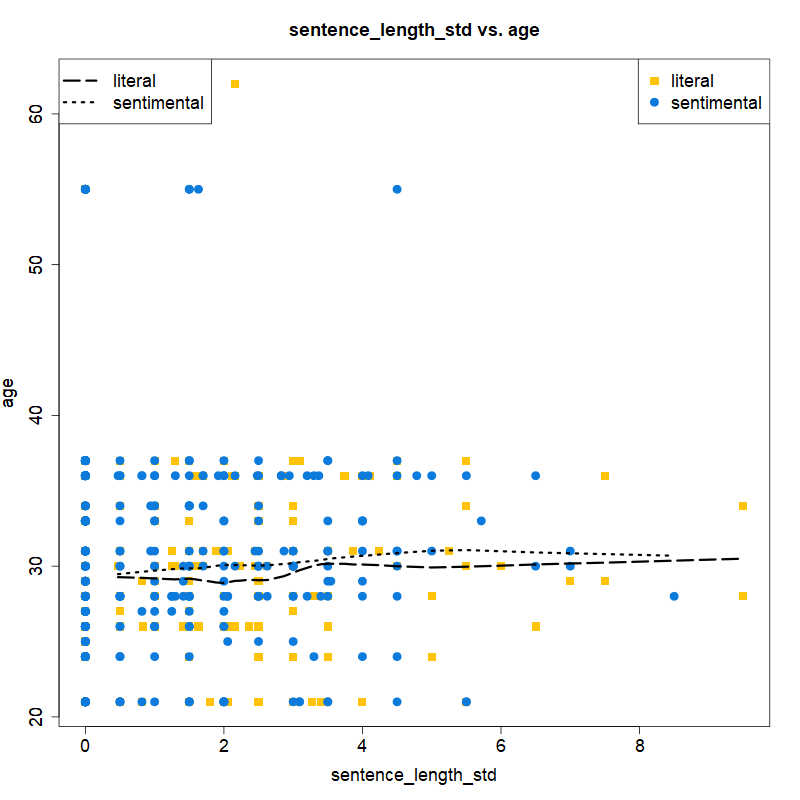 sentence_length_std vs. age
literal
sentimental
literal
sentimental
60
50
40
30
20
age
0 2 4 6 8
sentence_length_std